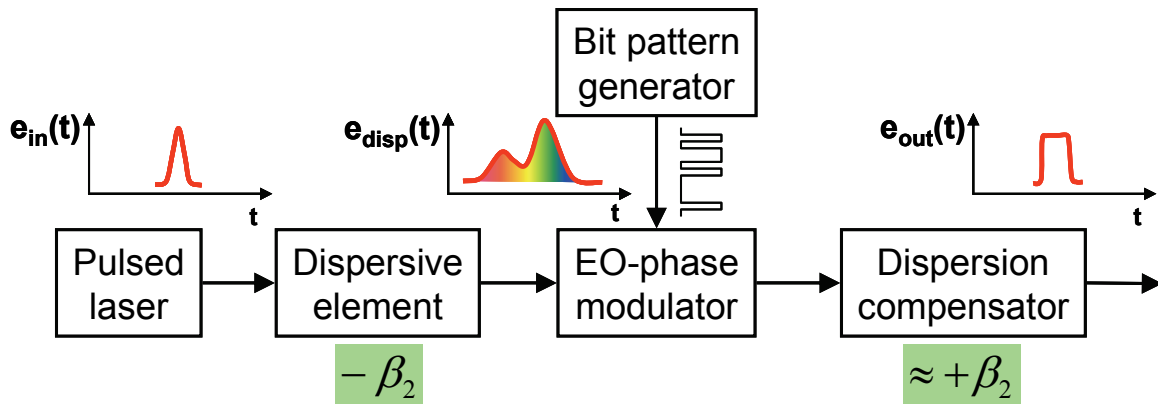 Bit pattern
generator
e_in(t)
t
e_disp(t)
t
e_out(t)
t
Pulsed
laser
Dispersive
element
EO-phase
modulator
Dispersion
compensator
− β₂
≈ +β₂